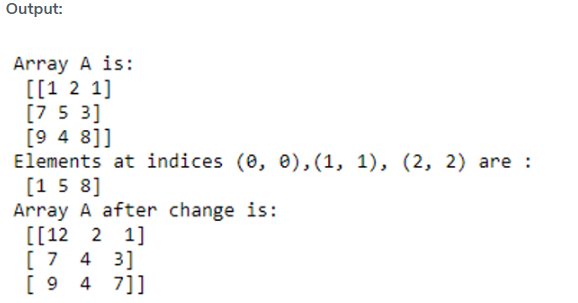 Output:
Array A is:
[[1 2 1]
[7 5 3]
[9 4 8]]
Elements at indices (0, 0),(1, 1), (2, 2) are :
[1 5 8]
Array A after change is:
[[12  2  1]
[ 7  4  3]
[ 9  4  7]]